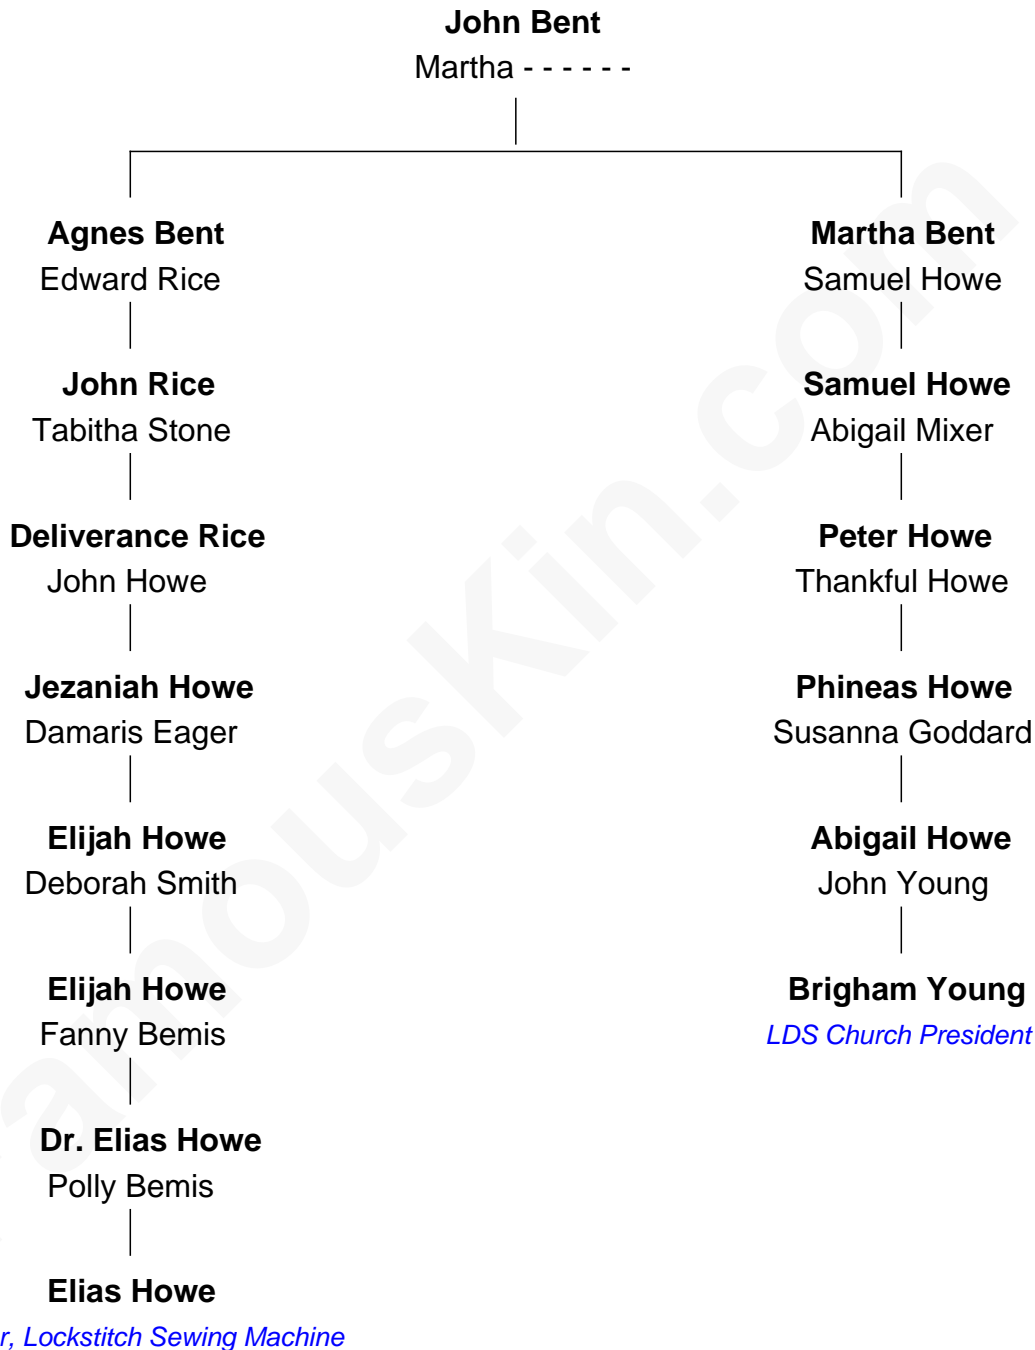 John Bent
Martha - - - - - -
Agnes Bent
Edward Rice
Martha Bent
Samuel Howe
John Rice
Tabitha Stone
Samuel Howe
Abigail Mixer
Deliverance Rice
John Howe
Peter Howe
Thankful Howe
Jezaniah Howe
Damaris Eager
Phineas Howe
Susanna Goddard
Elijah Howe
Deborah Smith
Abigail Howe
John Young
Elijah Howe
Fanny Bemis
Brigham Young
LDS Church President
Dr. Elias Howe
Polly Bemis
Elias Howe
r, Lockstitch Sewing Machine
amouskin.com